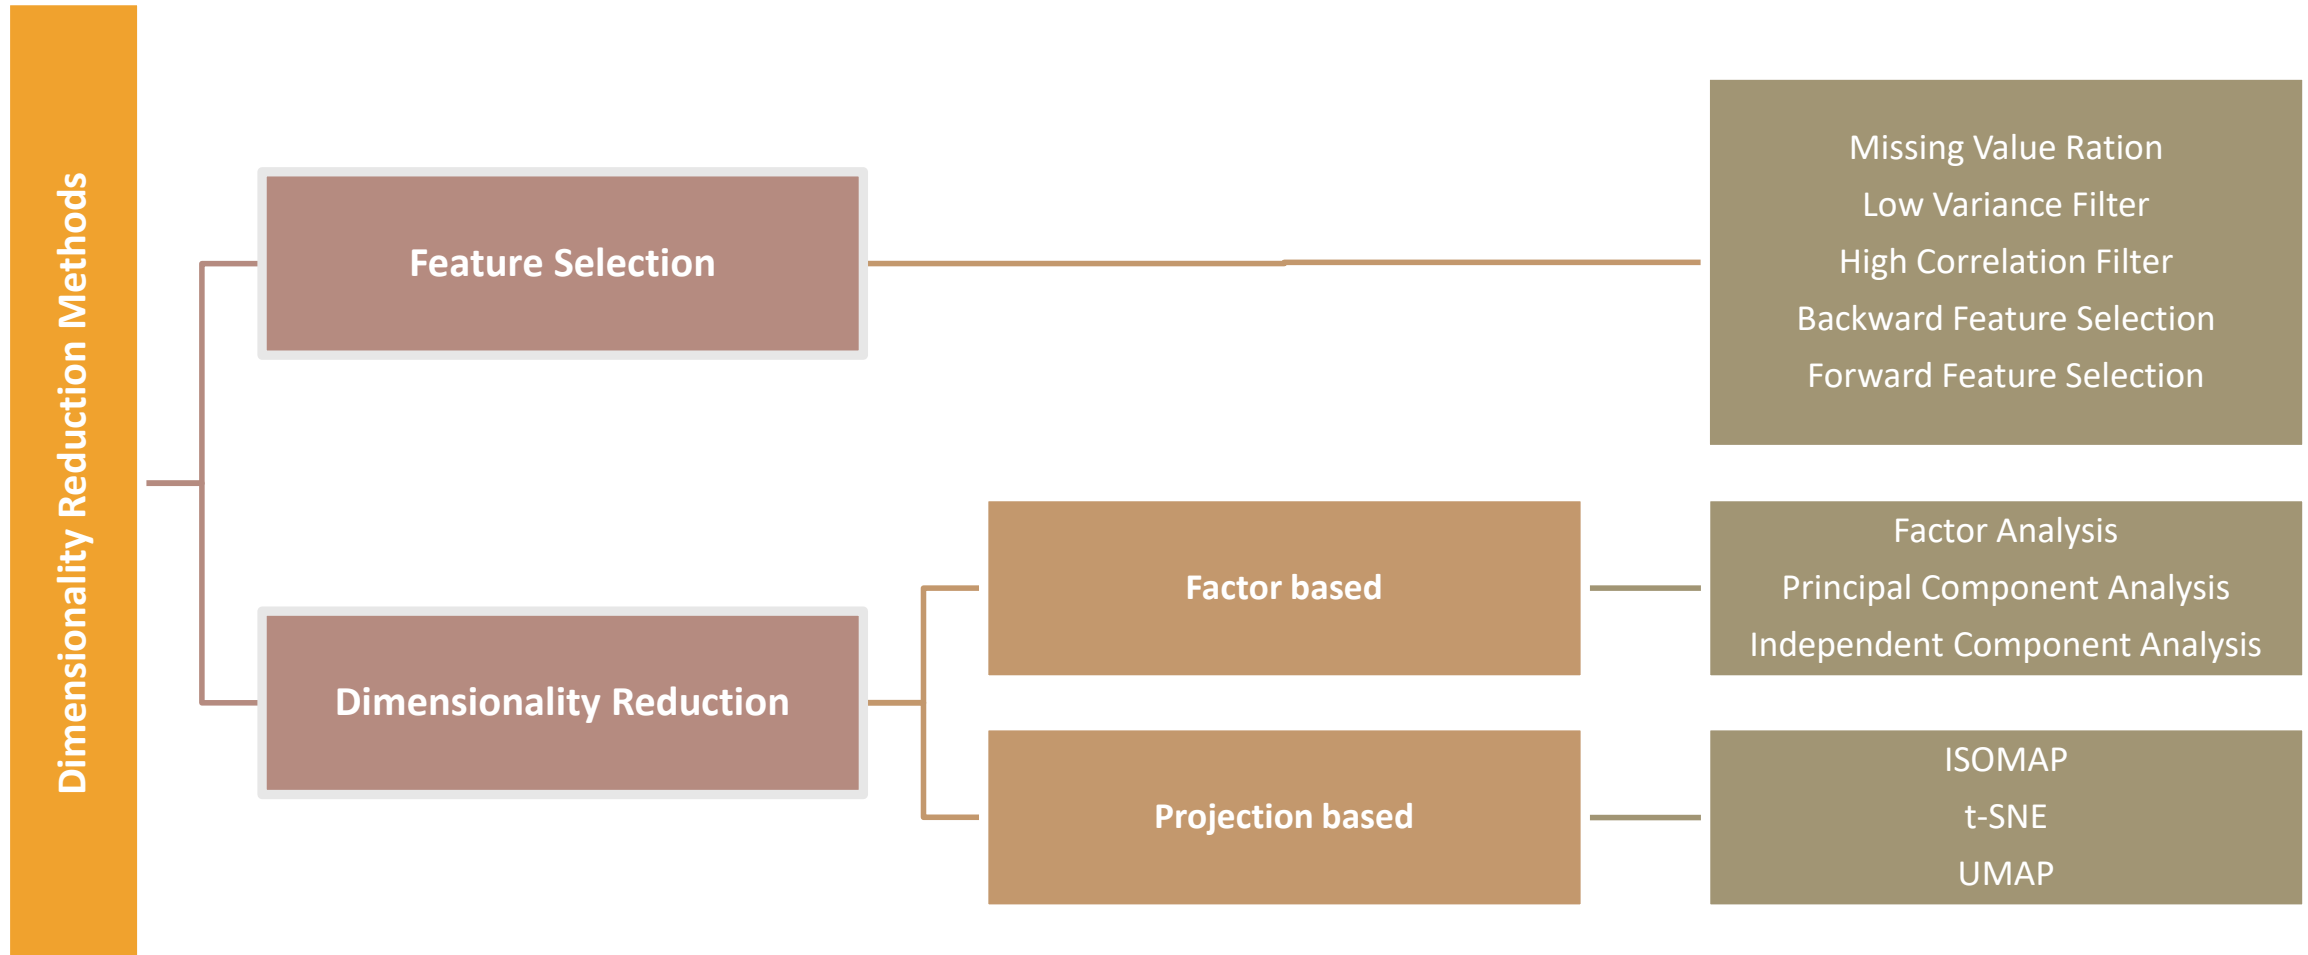 Dimensionality Reduction Methods
Feature Selection
Missing Value Ration
Low Variance Filter
High Correlation Filter
Backward Feature Selection
Forward Feature Selection
Dimensionality Reduction
Factor based
Factor Analysis
Principal Component Analysis
Independent Component Analysis
Projection based
ISOMAP
t-SNE
UMAP